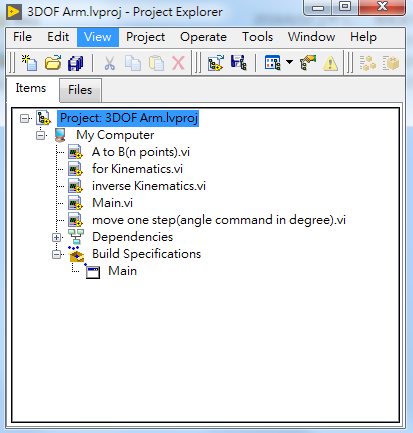 3DOF Arm.lvproj - Project Explorer
File Edit View Project Operate Tools Window Help
Items Files
Project: 3DOF Arm.lvproj
My Computer
A to B(n points).vi
for Kinematics.vi
inverse Kinematics.vi
Main.vi
move one step(angle command in degree).vi
Dependencies
Build Specifications
Main